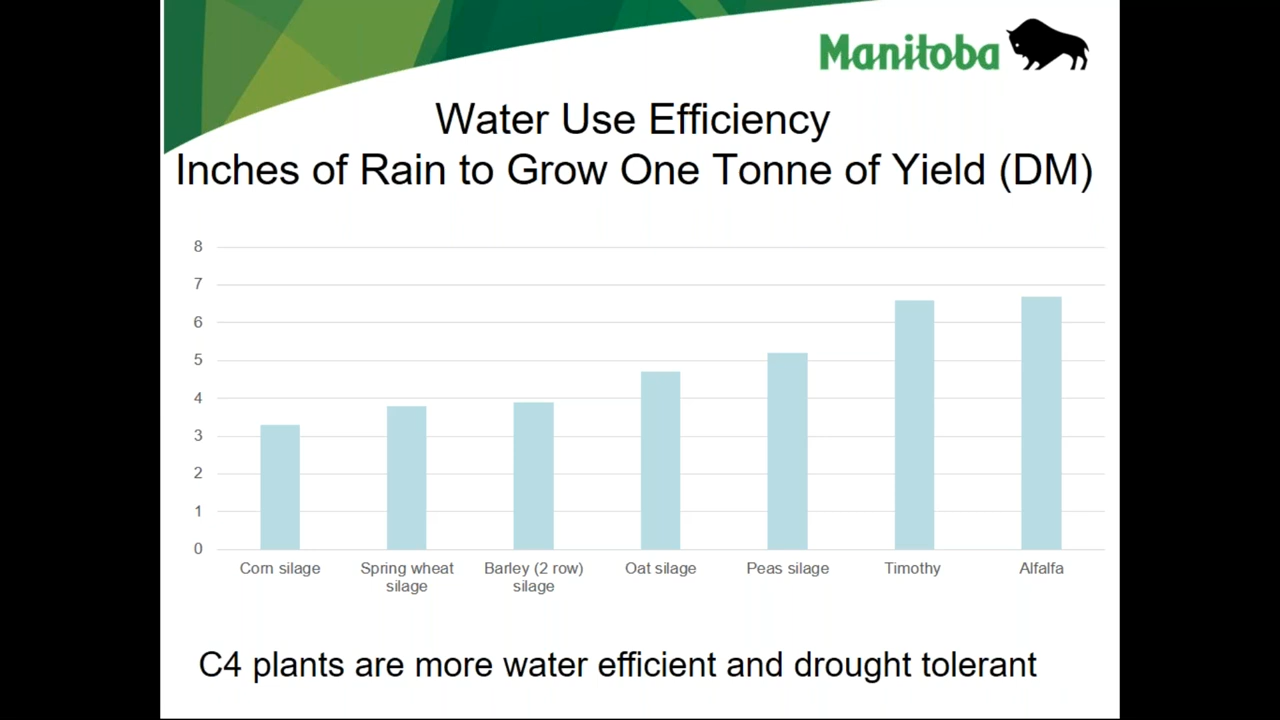 Manitoba
Water Use Efficiency
Inches of Rain to Grow One Tonne of Yield (DM)
8
7
6
5
4
3
2
1
0
Corn silage
Spring wheat
silage
Barley (2 row)
silage
Oat silage
Peas silage
Timothy
Alfalfa
C4 plants are more water efficient and drought tolerant